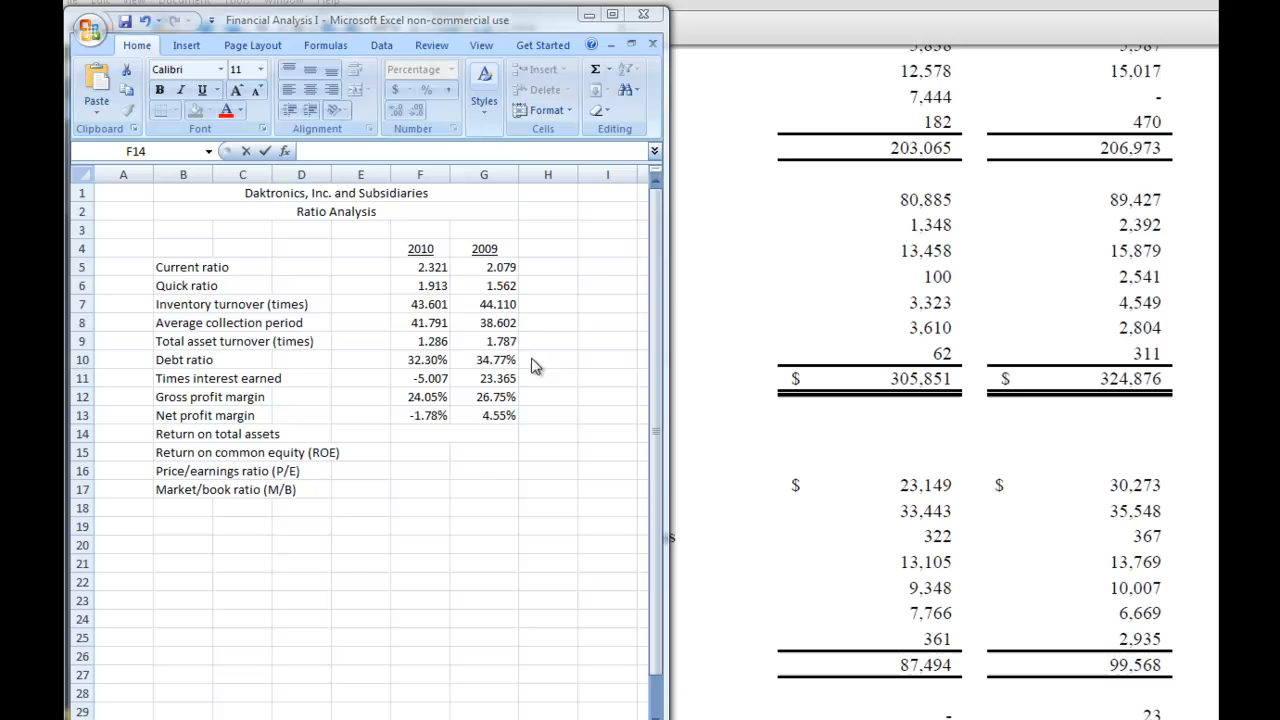 Financial Analysis I - Microsoft Excel non-commercial use
Home Insert Page Layout Formulas Data Review View Get Started
Calibri 11 Percentage Insert Σ
Paste B I U A A A $ % , Styles Delete Format
Clipboard Font Alignment Number Cells Editing
F14 fx
A B C D E F G H I
1 Daktronics, Inc. and Subsidiaries
2 Ratio Analysis
3
4 2010 2009
5 Current ratio 2.321 2.079
6 Quick ratio 1.913 1.562
7 Inventory turnover (times) 43.601 44.110
8 Average collection period 41.791 38.602
9 Total asset turnover (times) 1.286 1.787
10 Debt ratio 32.30% 34.77%
11 Times interest earned -5.007 23.365
12 Gross profit margin 24.05% 26.75%
13 Net profit margin -1.78% 4.55%
14 Return on total assets
15 Return on common equity (ROE)
16 Price/earnings ratio (P/E)
17 Market/book ratio (M/B)
18
19
20
21
22
23
24
25
26
27
28
29
12,578 15,017
7,444 -
182 470
203,065 206,973
80,885 89,427
1,348 2,392
13,458 15,879
100 2,541
3,323 4,549
3,610 2,804
62 311
$ 305,851 $ 324,876
$ 23,149 $ 30,273
33,443 35,548
s 322 367
13,105 13,769
9,348 10,007
7,766 6,669
361 2,935
87,494 99,568
- 23